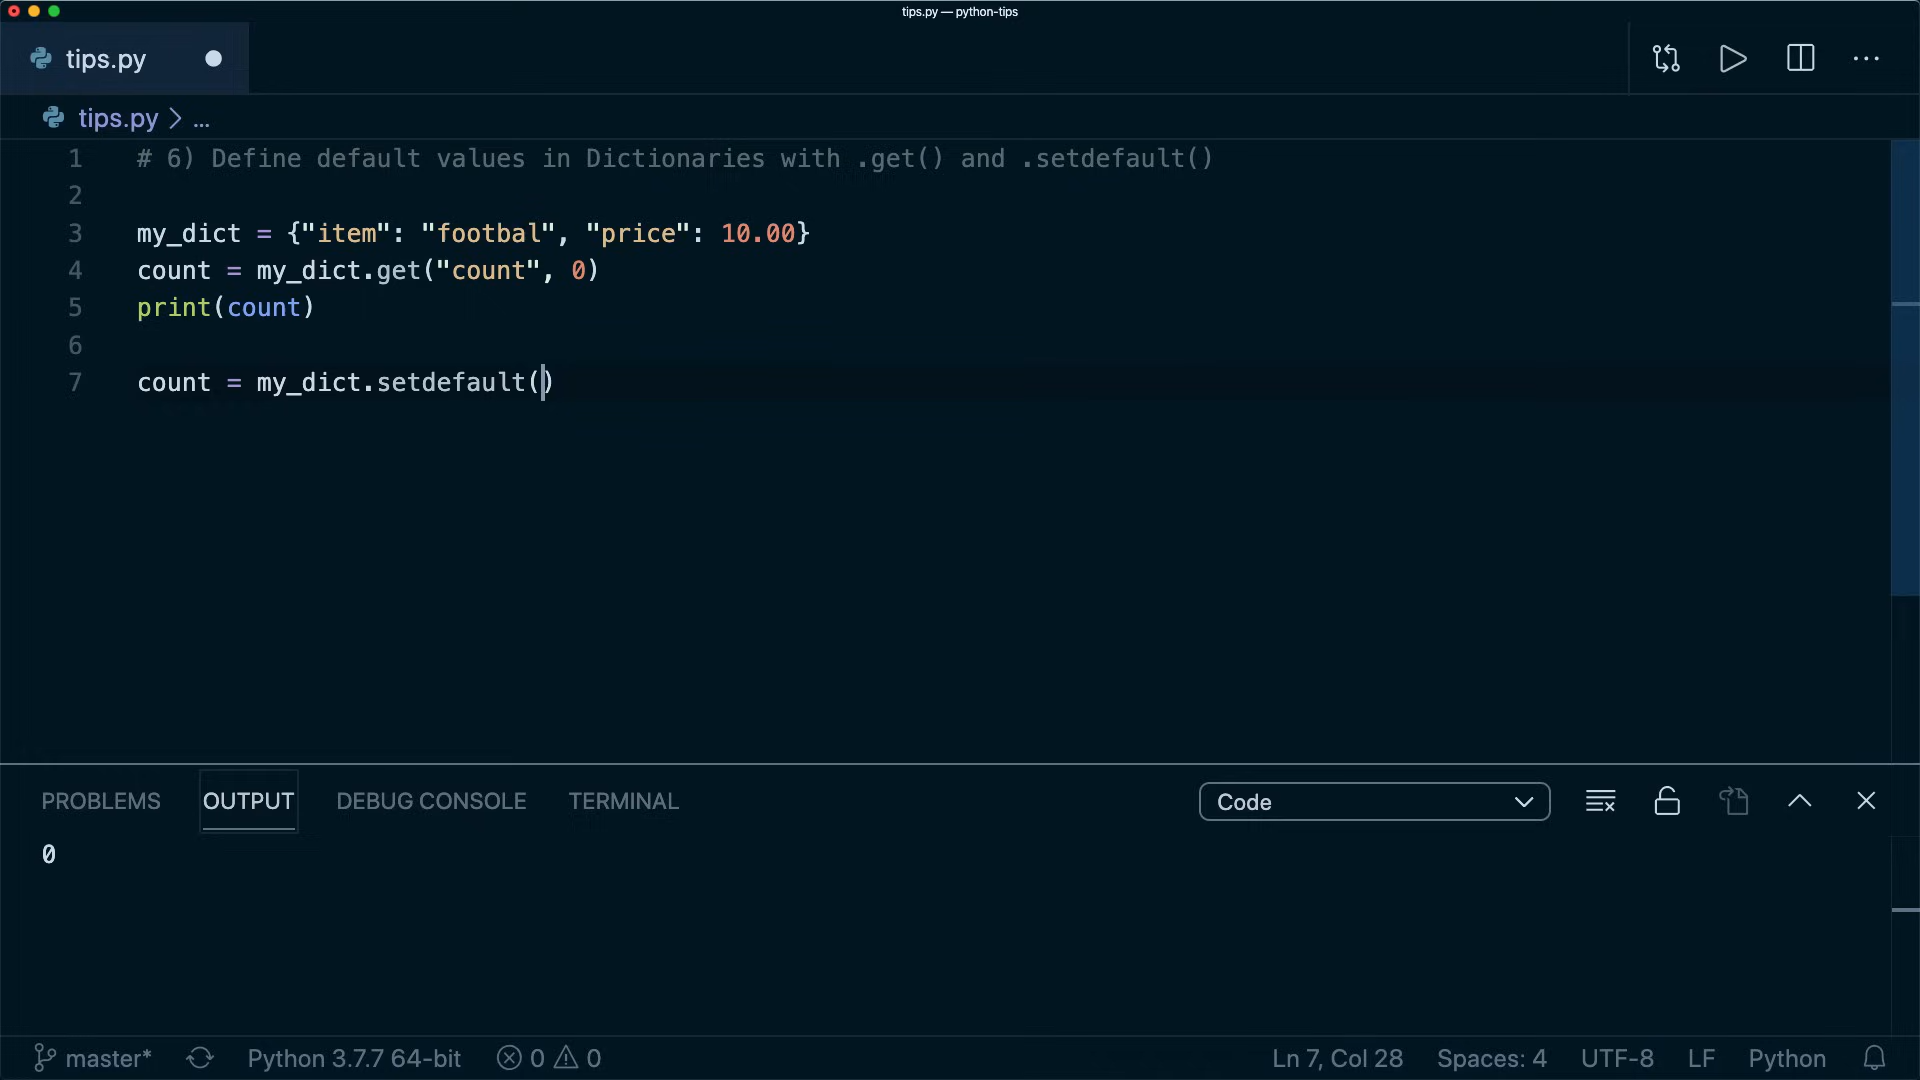 tips.py — python-tips
tips.py
tips.py > ...
1 # 6) Define default values in Dictionaries with .get() and .setdefault()
2
3 my_dict = {"item": "footbal", "price": 10.00}
4 count = my_dict.get("count", 0)
5 print(count)
6
7 count = my_dict.setdefault()
PROBLEMS OUTPUT DEBUG CONSOLE TERMINAL Code
0
master* Python 3.7.7 64-bit 0 0 Ln 7, Col 28 Spaces: 4 UTF-8 LF Python